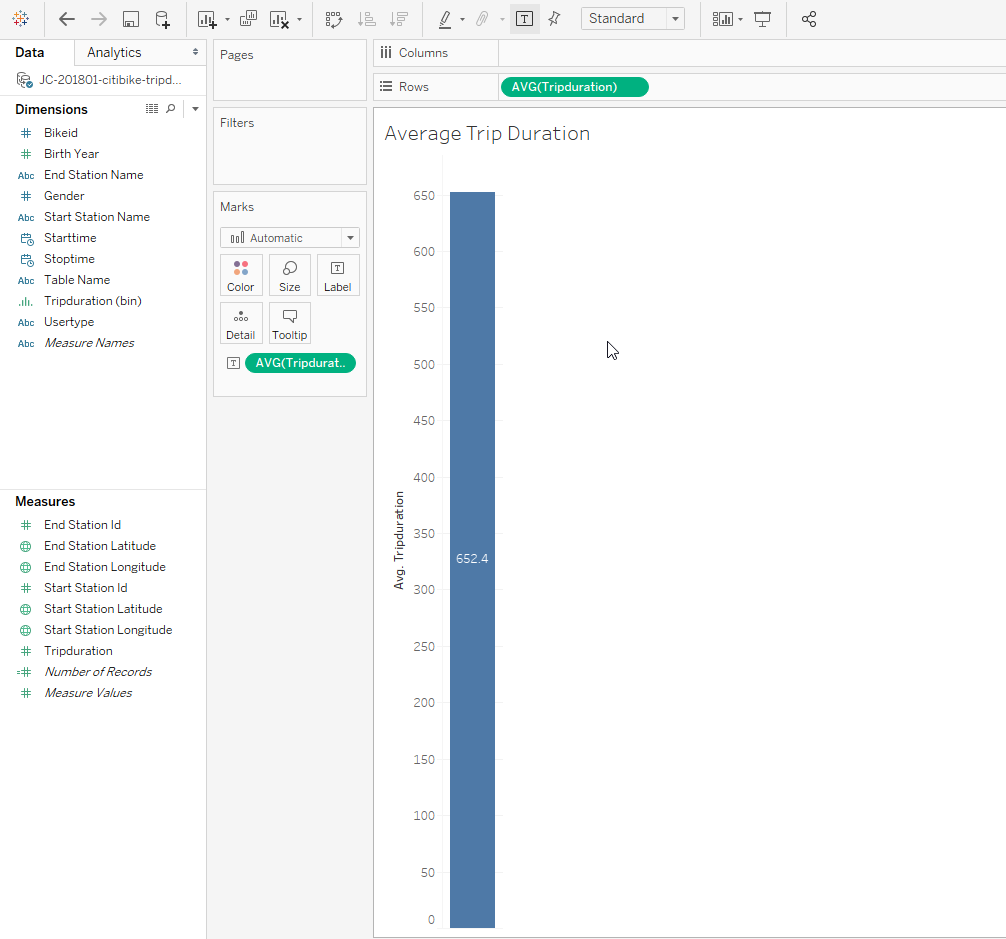 Standard
Data
Analytics
JC-201801-citibike-tripd...
Dimensions
# Bikeid
# Birth Year
Abc End Station Name
# Gender
Abc Start Station Name
Starttime
Stoptime
Abc Table Name
Tripduration (bin)
Abc Usertype
Abc Measure Names
Measures
# End Station Id
End Station Latitude
End Station Longitude
# Start Station Id
Start Station Latitude
Start Station Longitude
# Tripduration
=# Number of Records
# Measure Values
Pages
Filters
Marks
Automatic
Color
Size
T
Label
Detail
Tooltip
T AVG(Tripdurat..
Columns
Rows
AVG(Tripduration)
Average Trip Duration
Avg. Tripduration
650
600
550
500
450
400
350
300
250
200
150
100
50
0
652.4